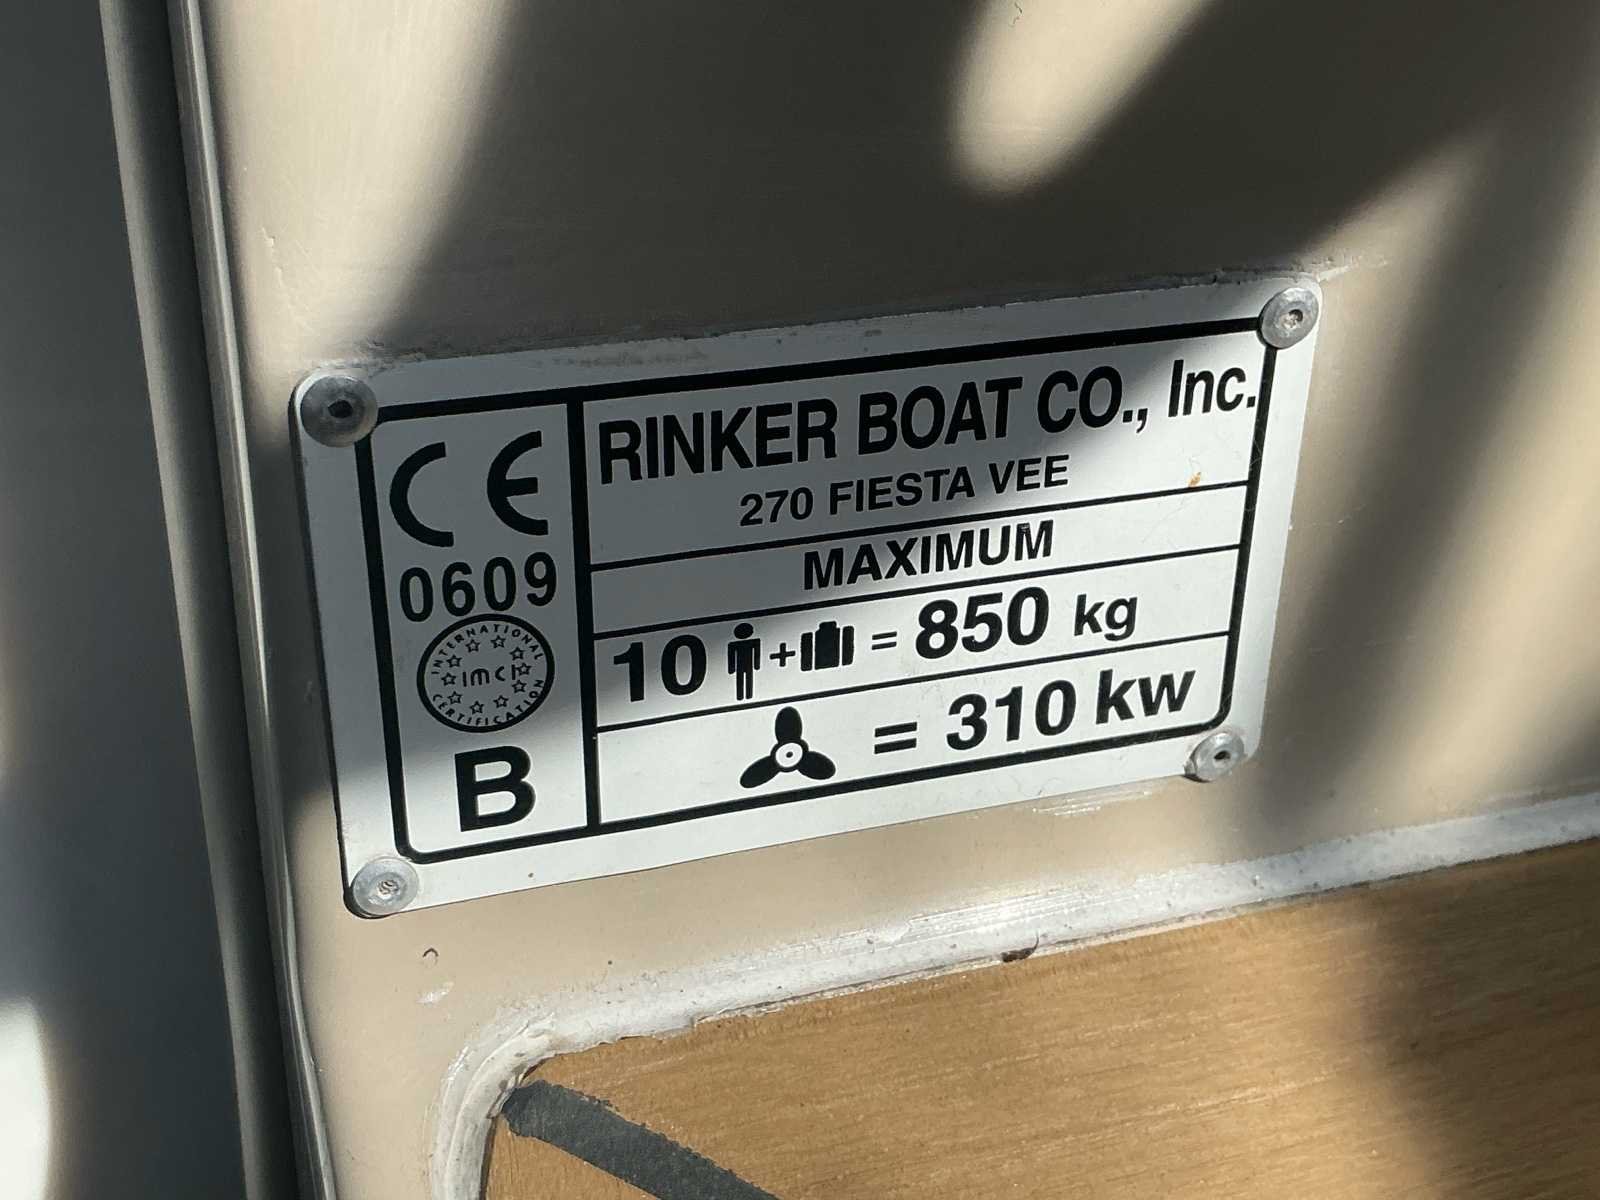 CE
0609
INTERNATIONAL
IMCI
CERTIFICATION
B
RINKER BOAT CO., Inc.
270 FIESTA VEE
MAXIMUM
10 + = 850 kg
= 310 kw